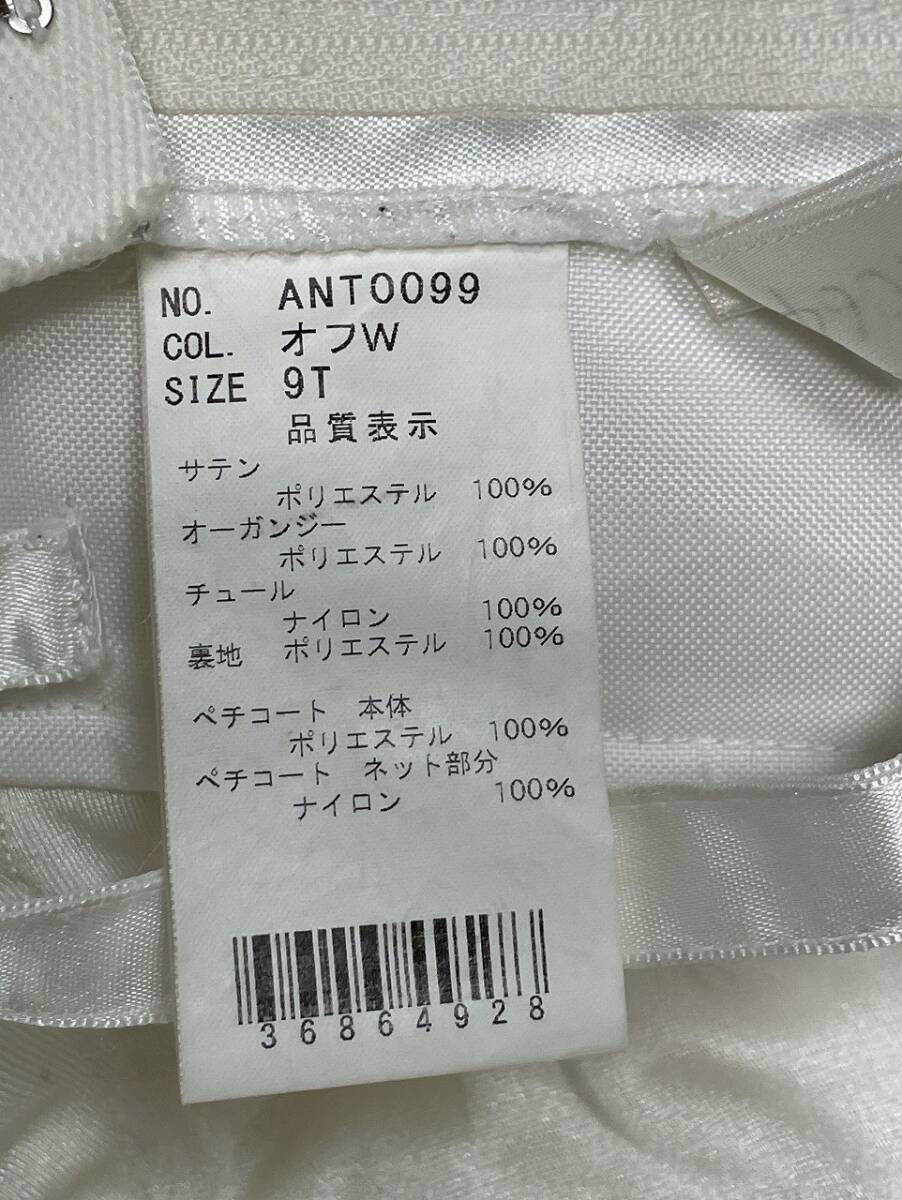 NO. ANT0099
COL. オフW
SIZE 9T
品質表示
サテン
ポリエステル 100%
オーガンジー
ポリエステル 100%
チュール
ナイロン 100%
裏地 ポリエステル 100%
ペチコート 本体
ポリエステル 100%
ペチコート ネット部分
ナイロン 100%
36864928